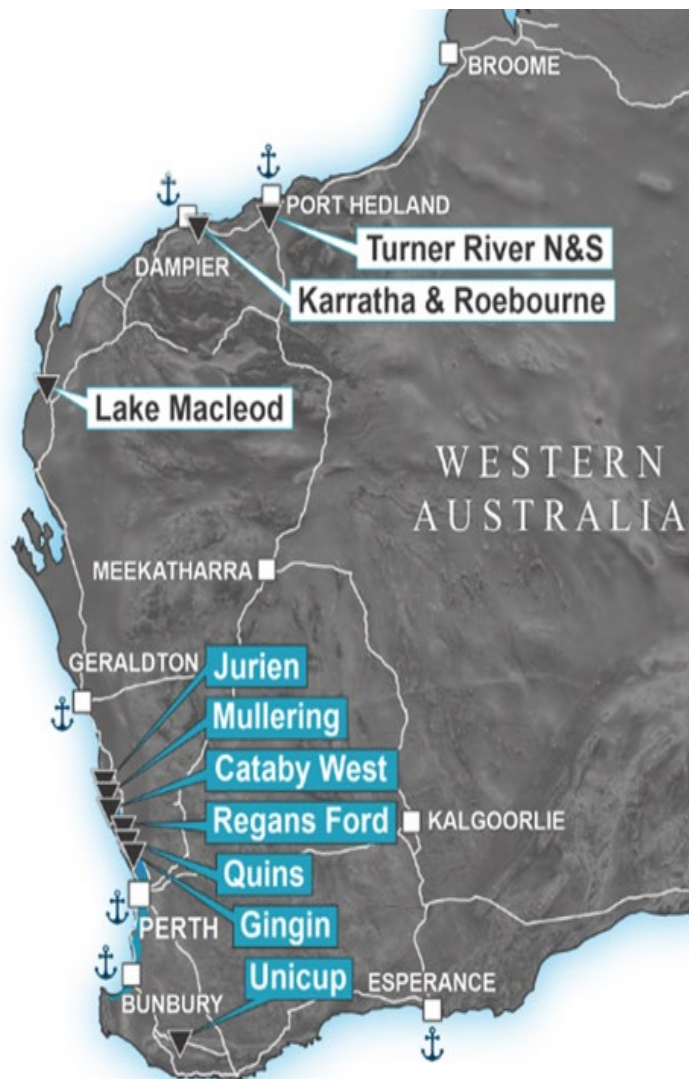 BROOME
PORT HEDLAND
Turner River N&S
DAMPIER
Karratha & Roebourne
Lake Macleod
WESTERN
AUSTRALIA
MEEKATHARRA
GERALDTON
Jurien
Mullering
Cataby West
Regans Ford
KALGOORLIE
Quins
Gingin
PERTH
Unicup
ESPERANCE
BUNBURY